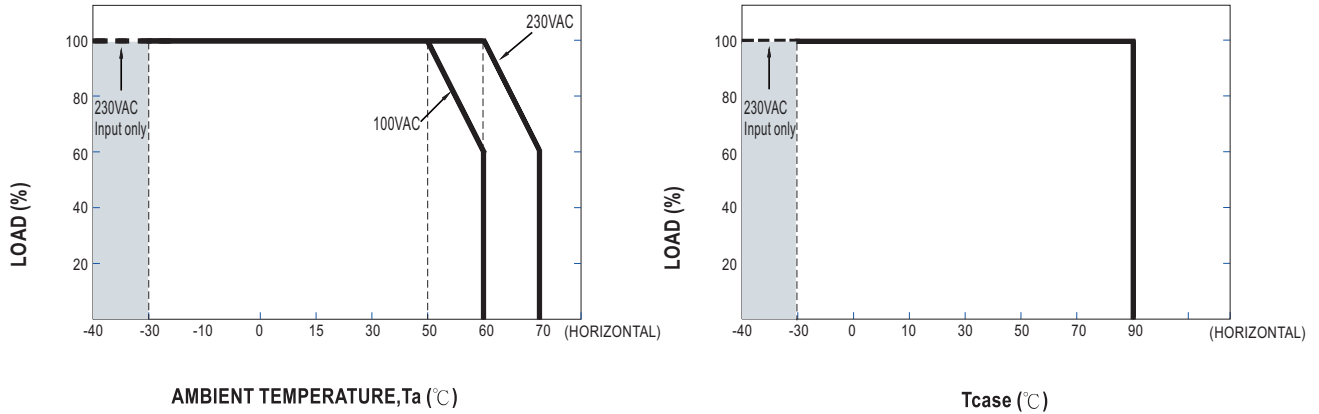 230VAC
100
230VAC
Input only
80
100VAC
60
40
20
LOAD (%)
-40 -30 -10 0 15 30 50 60 70 (HORIZONTAL)
AMBIENT TEMPERATURE,Ta (℃)
100
230VAC
Input only
80
60
40
20
LOAD (%)
-40 -30 0 10 30 50 70 90 (HORIZONTAL)
Tcase (℃)